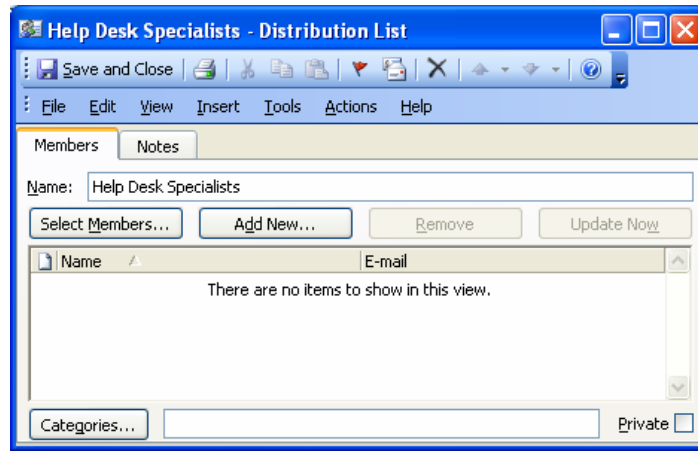 Help Desk Specialists - Distribution List
Save and Close
File Edit View Insert Tools Actions Help
Members Notes
Name: Help Desk Specialists
Select Members... Add New... Remove Update Now
Name E-mail
There are no items to show in this view.
Categories... Private